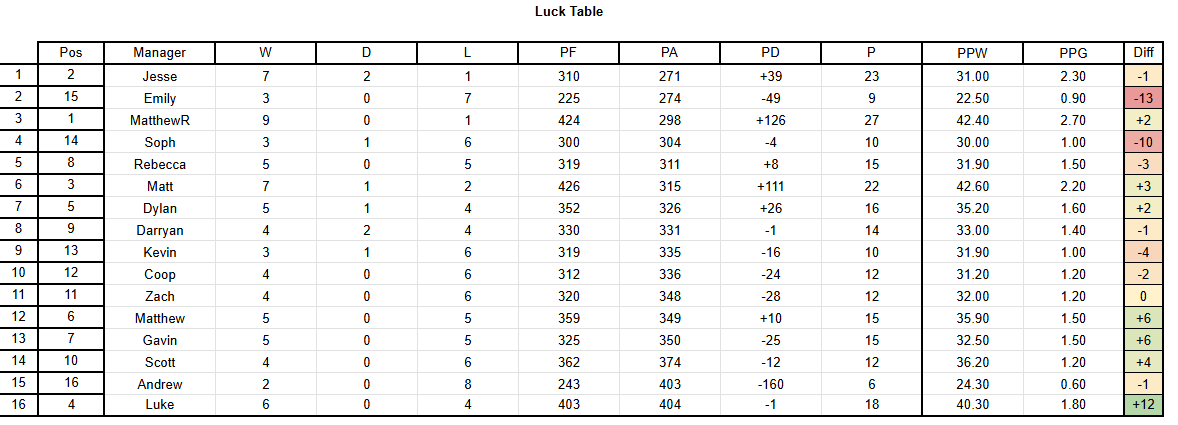 Luck Table
Pos Manager W D L PF PA PD P PPW PPG Diff
1 2 Jesse 7 2 1 310 271 +39 23 31.00 2.30 -1
2 15 Emily 3 0 7 225 274 -49 9 22.50 0.90 -13
3 1 MatthewR 9 0 1 424 298 +126 27 42.40 2.70 +2
4 14 Soph 3 1 6 300 304 -4 10 30.00 1.00 -10
5 8 Rebecca 5 0 5 319 311 +8 15 31.90 1.50 -3
6 3 Matt 7 1 2 426 315 +111 22 42.60 2.20 +3
7 5 Dylan 5 1 4 352 326 +26 16 35.20 1.60 +2
8 9 Darryan 4 2 4 330 331 -1 14 33.00 1.40 -1
9 13 Kevin 3 1 6 319 335 -16 10 31.90 1.00 -4
10 12 Coop 4 0 6 312 336 -24 12 31.20 1.20 -2
11 11 Zach 4 0 6 320 348 -28 12 32.00 1.20 0
12 6 Matthew 5 0 5 359 349 +10 15 35.90 1.50 +6
13 7 Gavin 5 0 5 325 350 -25 15 32.50 1.50 +6
14 10 Scott 4 0 6 362 374 -12 12 36.20 1.20 +4
15 16 Andrew 2 0 8 243 403 -160 6 24.30 0.60 -1
16 4 Luke 6 0 4 403 404 -1 18 40.30 1.80 +12